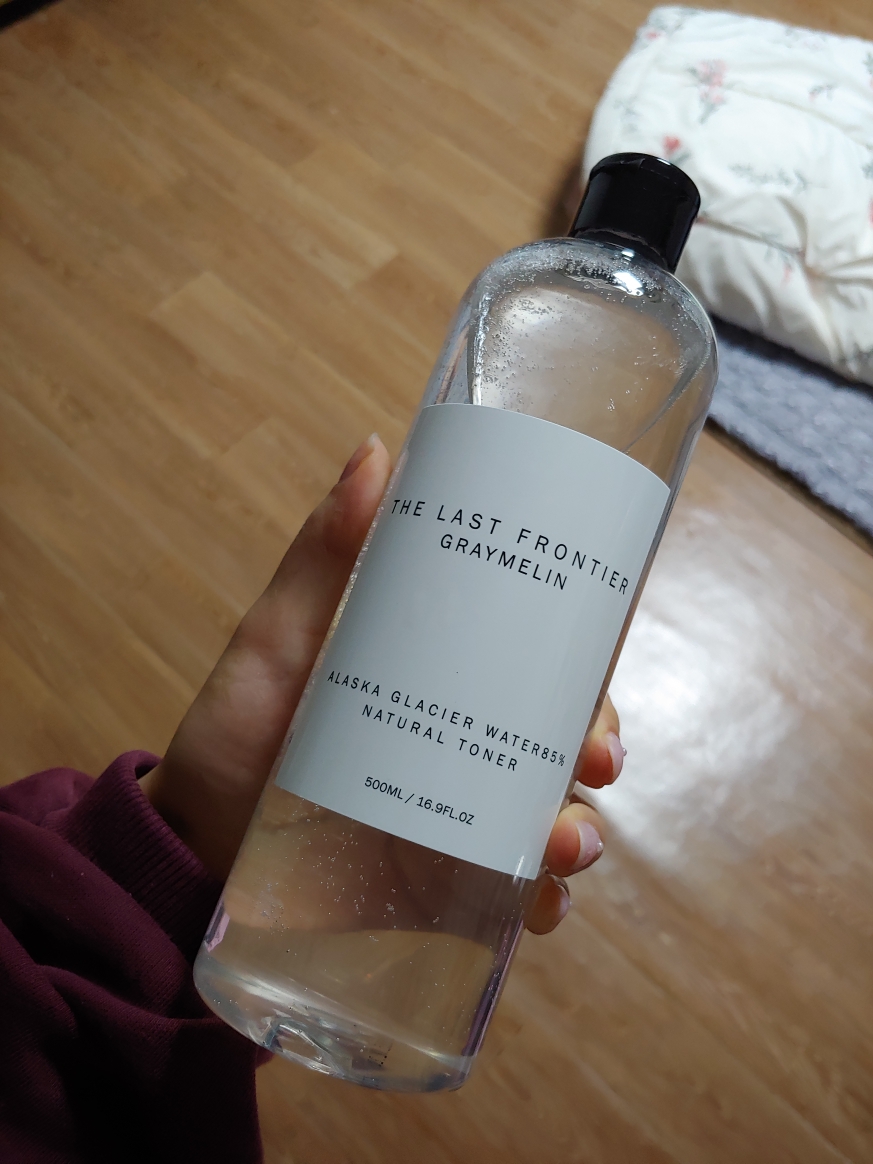 THE LAST FRONTIER
GRAYMELIN
ALASKA GLACIER WATER85%
NATURAL TONER
500ML / 16.9FL.OZ